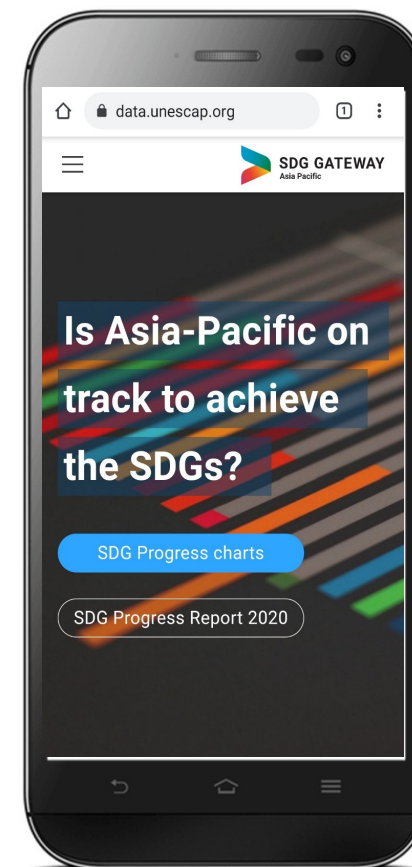 data.unescap.org
1
SDG GATEWAY
Asia Pacific
Is Asia-Pacific on
track to achieve
the SDGs?
SDG Progress charts
SDG Progress Report 2020